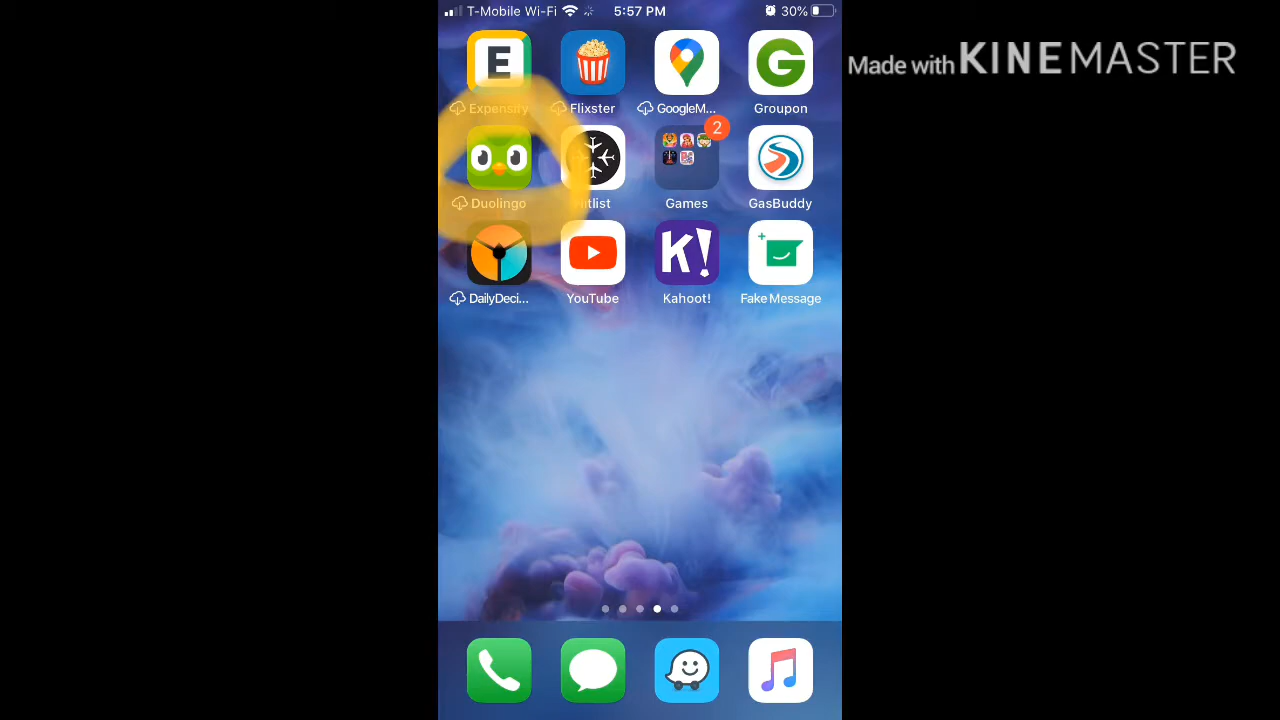 T-Mobile Wi-Fi 5:57 PM 30%
Made with KINEMASTER
E G
Expensify Flixster GoogleM... Groupon
2
Duolingo Hitlist Games GasBuddy
K!
DailyDeci... YouTube Kahoot! Fake Message